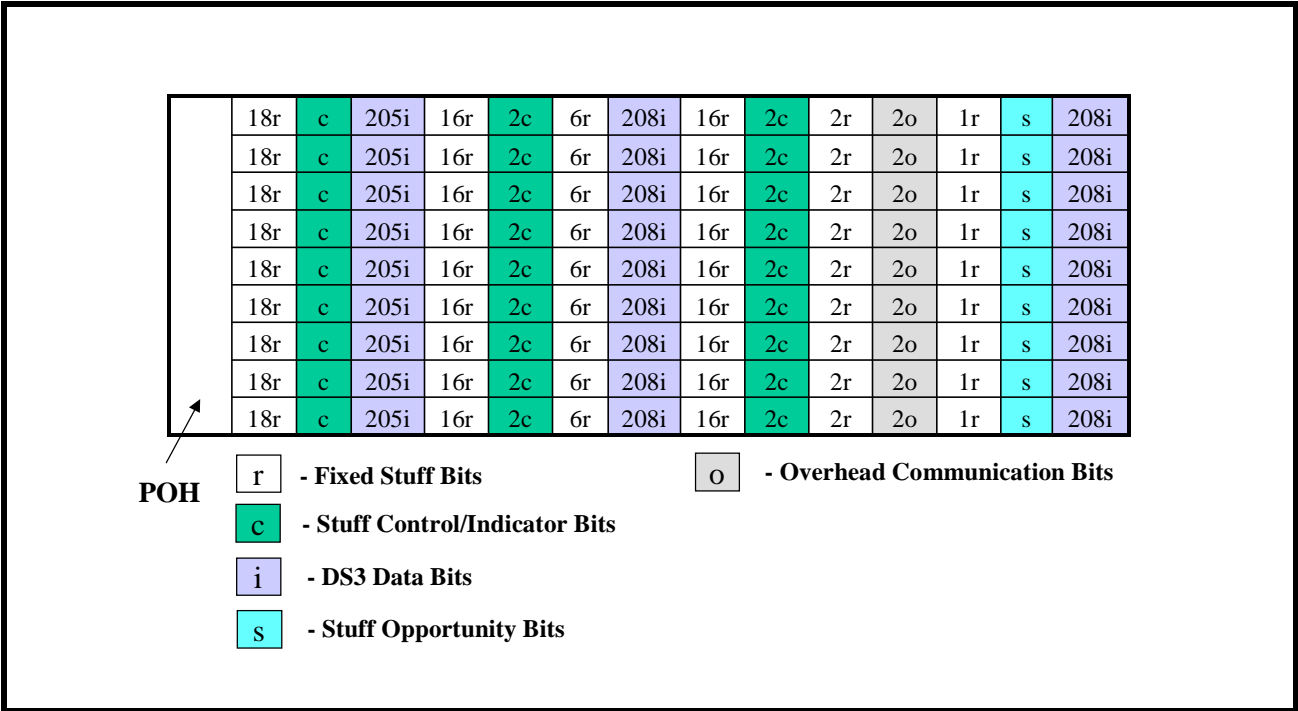 18r c 205i 16r 2c 6r 208i 16r 2c 2r 2o 1r s 208i
18r c 205i 16r 2c 6r 208i 16r 2c 2r 2o 1r s 208i
18r c 205i 16r 2c 6r 208i 16r 2c 2r 2o 1r s 208i
18r c 205i 16r 2c 6r 208i 16r 2c 2r 2o 1r s 208i
18r c 205i 16r 2c 6r 208i 16r 2c 2r 2o 1r s 208i
18r c 205i 16r 2c 6r 208i 16r 2c 2r 2o 1r s 208i
18r c 205i 16r 2c 6r 208i 16r 2c 2r 2o 1r s 208i
18r c 205i 16r 2c 6r 208i 16r 2c 2r 2o 1r s 208i
18r c 205i 16r 2c 6r 208i 16r 2c 2r 2o 1r s 208i
POH
r - Fixed Stuff Bits
o - Overhead Communication Bits
c - Stuff Control/Indicator Bits
i - DS3 Data Bits
s - Stuff Opportunity Bits